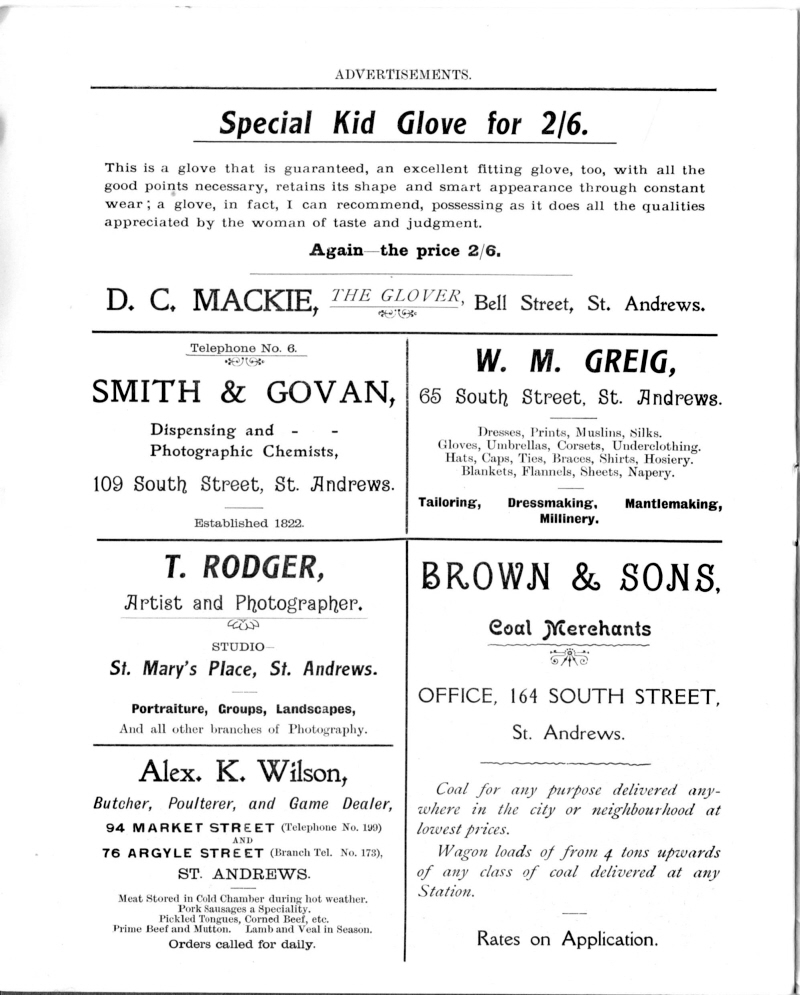 ADVERTISEMENTS.
Special Kid Glove for 2/6.
This is a glove that is guaranteed, an excellent fitting glove, too, with all the
good points necessary, retains its shape and smart appearance through constant
wear; a glove, in fact, I can recommend, possessing as it does all the qualities
appreciated by the woman of taste and judgment.
Again—the price 2/6.
D. C. MACKIE, THE GLOVER, Bell Street, St. Andrews.
Telephone No. 6.
SMITH & GOVAN,
Dispensing and - -
Photographic Chemists,
109 South Street, St. Andrews.
Established 1822.
W. M. GREIG,
65 South Street, St. Andrews.
Dresses, Prints, Muslins, Silks.
Gloves, Umbrellas, Corsets, Underclothing.
Hats, Caps, Ties, Braces, Shirts, Hosiery.
Blankets, Flannels, Sheets, Napery.
Tailoring, Dressmaking, Mantlemaking,
Millinery.
T. RODGER,
Artist and Photographer.
STUDIO—
St. Mary's Place, St. Andrews.
Portraiture, Groups, Landscapes,
And all other branches of Photography.
Alex. K. Wilson,
Butcher, Poulterer, and Game Dealer,
94 MARKET STREET (Telephone No. 199)
AND
76 ARGYLE STREET (Branch Tel. No. 173),
ST. ANDREWS.
Meat Stored in Cold Chamber during hot weather.
Pork Sausages a Speciality.
Pickled Tongues, Corned Beef, etc.
Prime Beef and Mutton. Lamb and Veal in Season.
Orders called for daily.
BROWN & SONS,
Coal Merehants
OFFICE, 164 SOUTH STREET,
St. Andrews.
Coal for any purpose delivered any-
where in the city or neighbourhood at
lowest prices.
Wagon loads of from 4 tons upwards
of any class of coal delivered at any
Station.
Rates on Application.